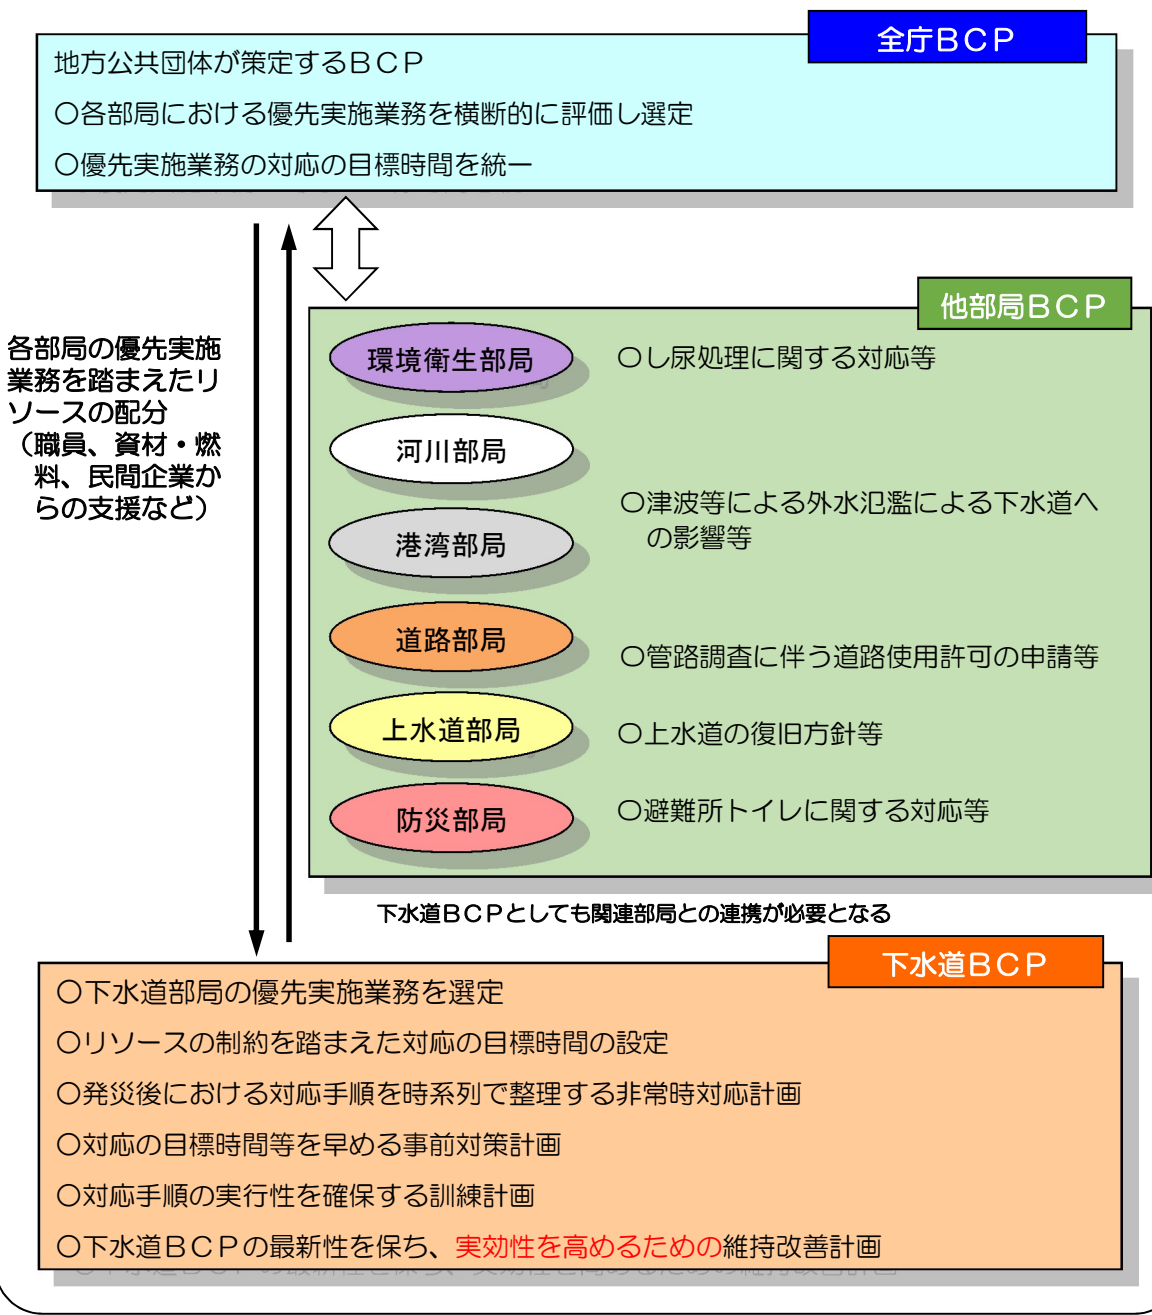 全庁BCP
地方公共団体が策定するBCP
〇各部局における優先実施業務を横断的に評価し選定
〇優先実施業務の対応の目標時間を統一
各部局の優先実施
業務を踏まえたリ
ソースの配分
（職員、資材・燃
料、民間企業か
らの支援など）
他部局BCP
環境衛生部局
〇し尿処理に関する対応等
河川部局
港湾部局
〇津波等による外水氾濫による下水道へ
の影響等
道路部局
〇管路調査に伴う道路使用許可の申請等
上水道部局
〇上水道の復旧方針等
防災部局
〇避難所トイレに関する対応等
下水道BCPとしても関連部局との連携が必要となる
下水道BCP
〇下水道部局の優先実施業務を選定
〇リソースの制約を踏まえた対応の目標時間の設定
〇発災後における対応手順を時系列で整理する非常時対応計画
〇対応の目標時間等を早める事前対策計画
〇対応手順の実行性を確保する訓練計画
〇下水道BCPの最新性を保ち、実効性を高めるための維持改善計画